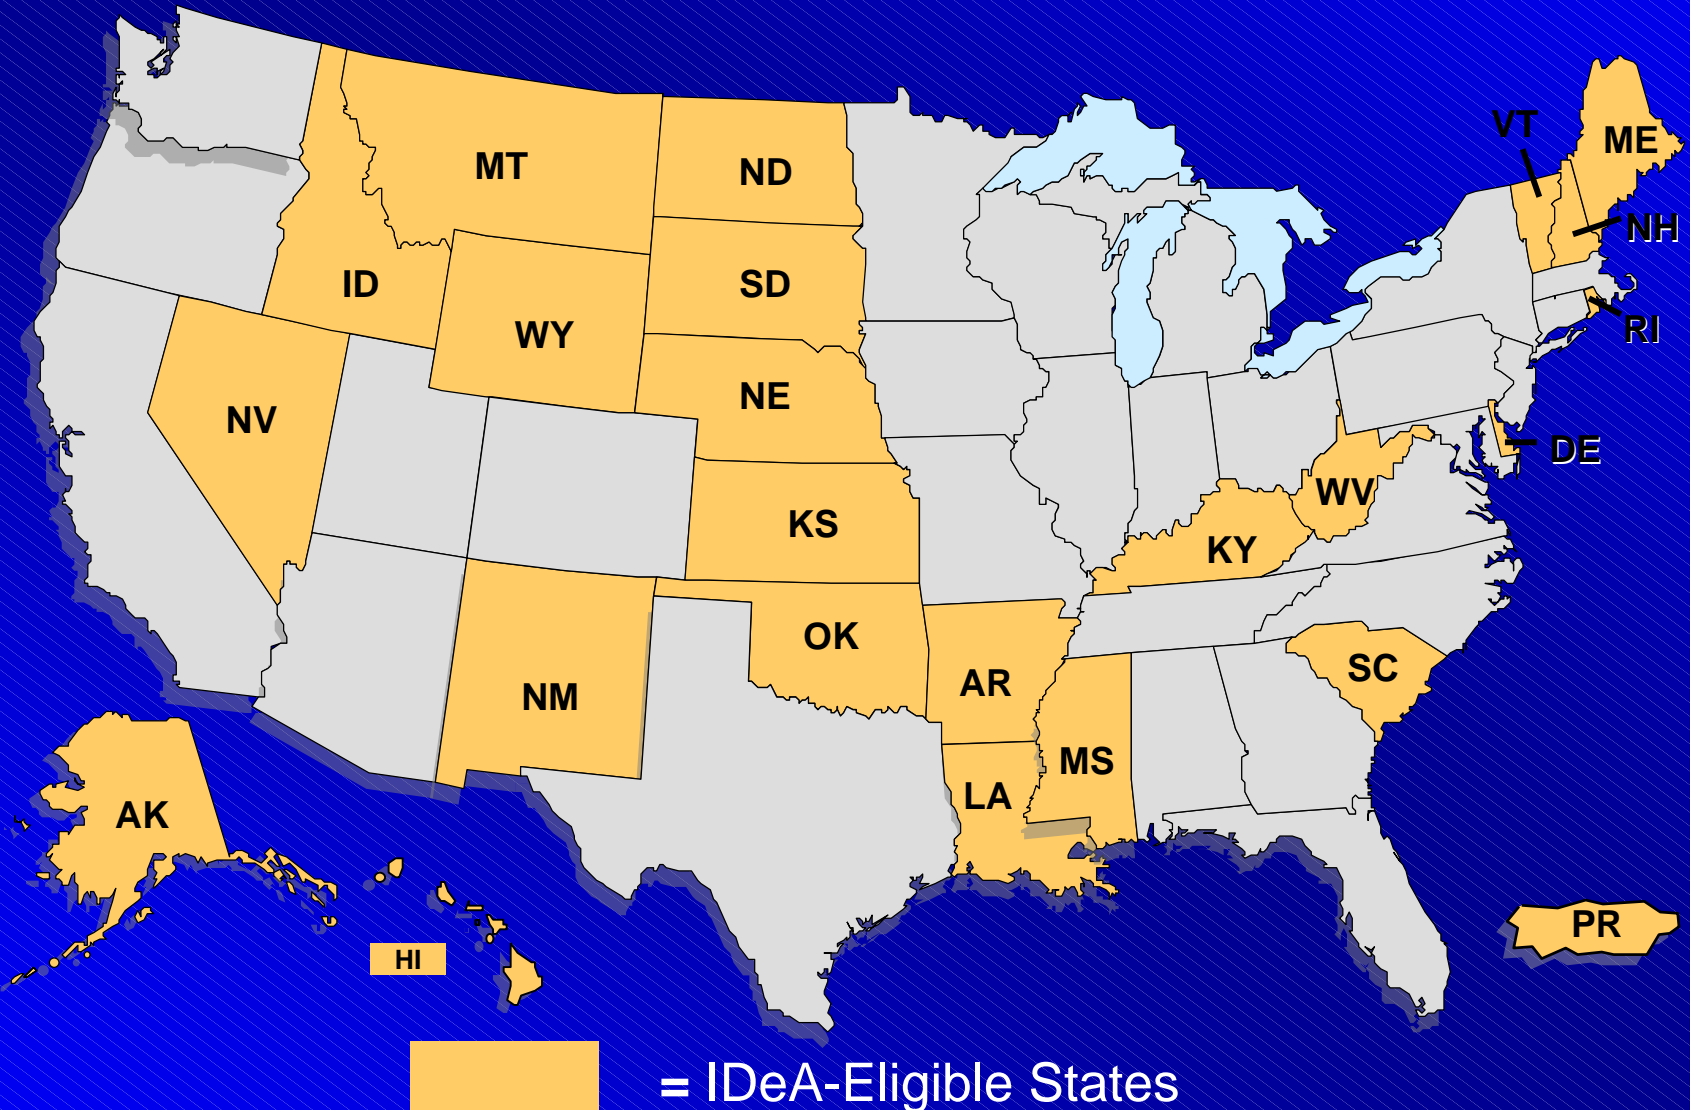 VT
ME
MT
ND
NH
ID
SD
WY
RI
NE
NV
DE
WV
KS
KY
OK
SC
AR
NM
MS
LA
AK
PR
HI
= IDeA-Eligible States